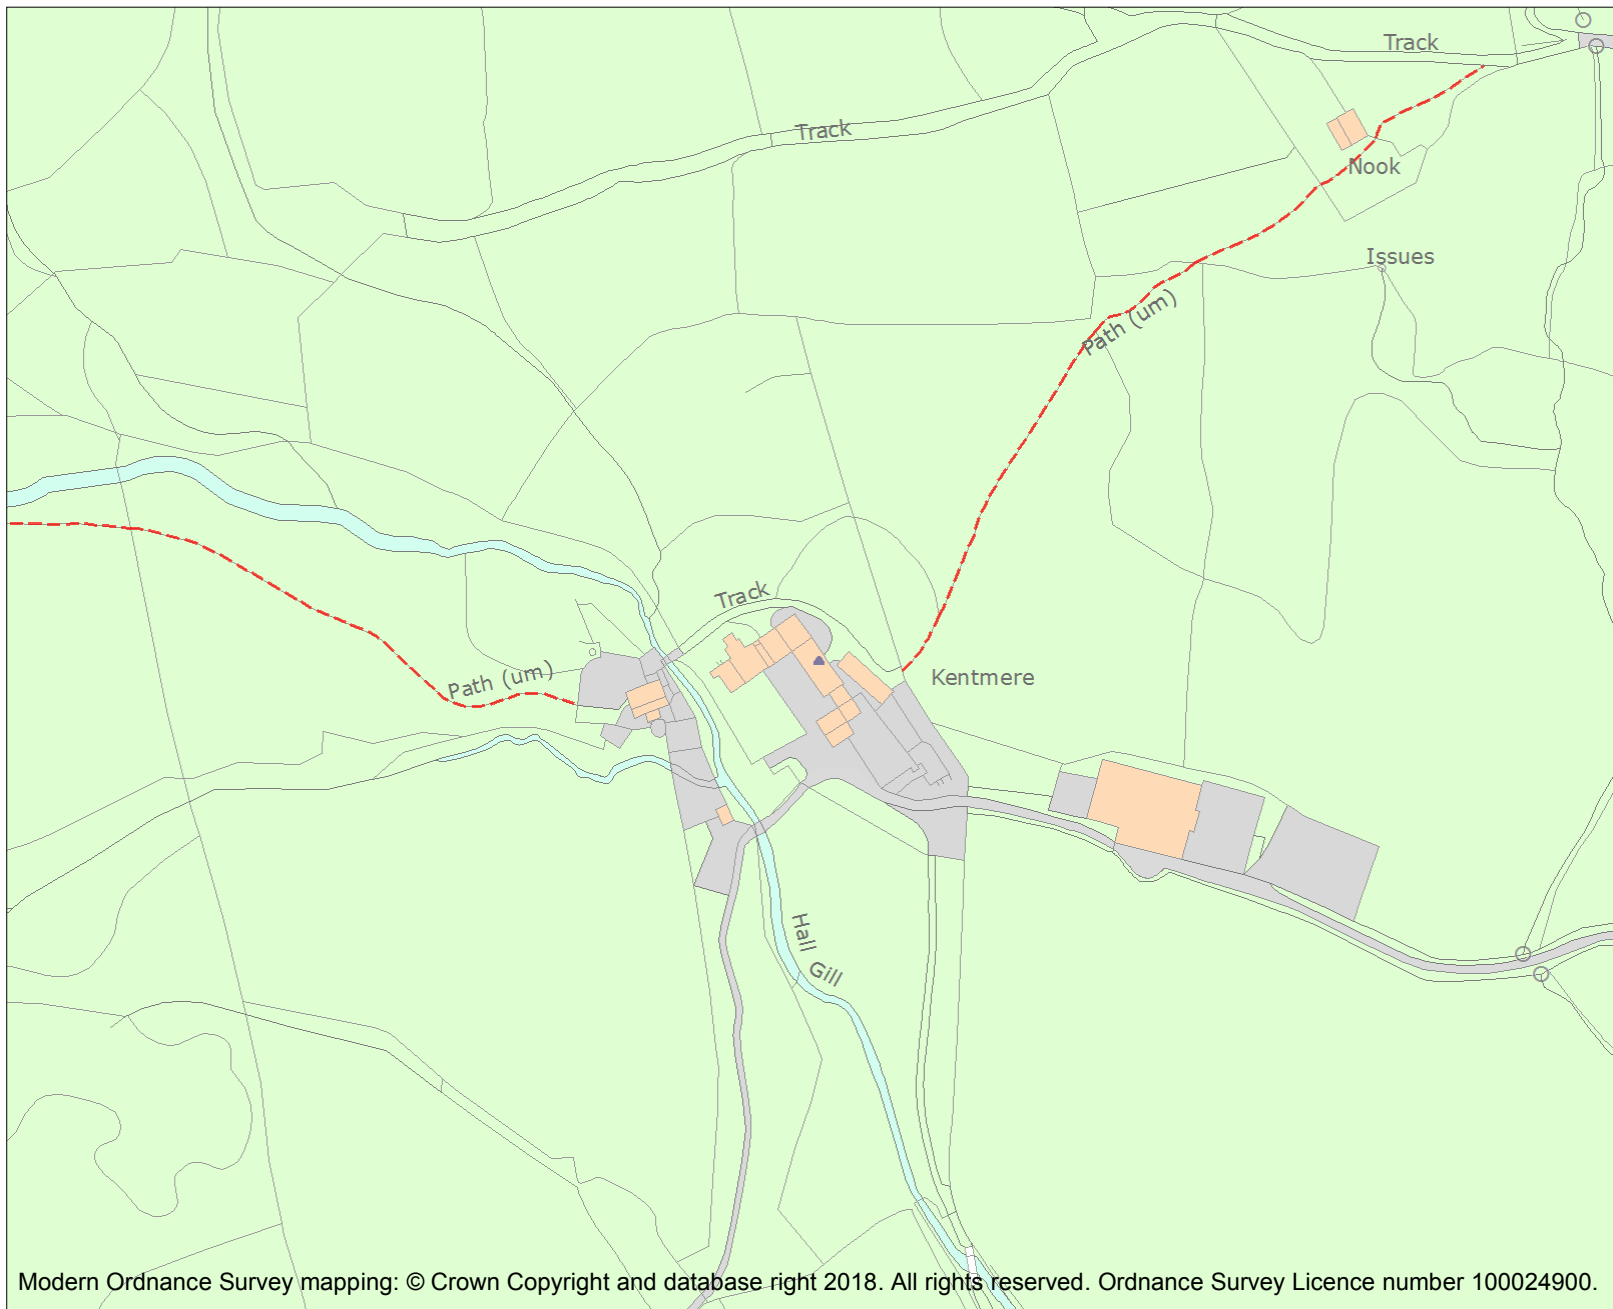 Track
Track
Nook
Issues
Path (um)
Track
Path (um)
Kentmere
Hall Gill
Modern Ordnance Survey mapping: © Crown Copyright and database right 2018. All rights reserved. Ordnance Survey Licence number 100024900.